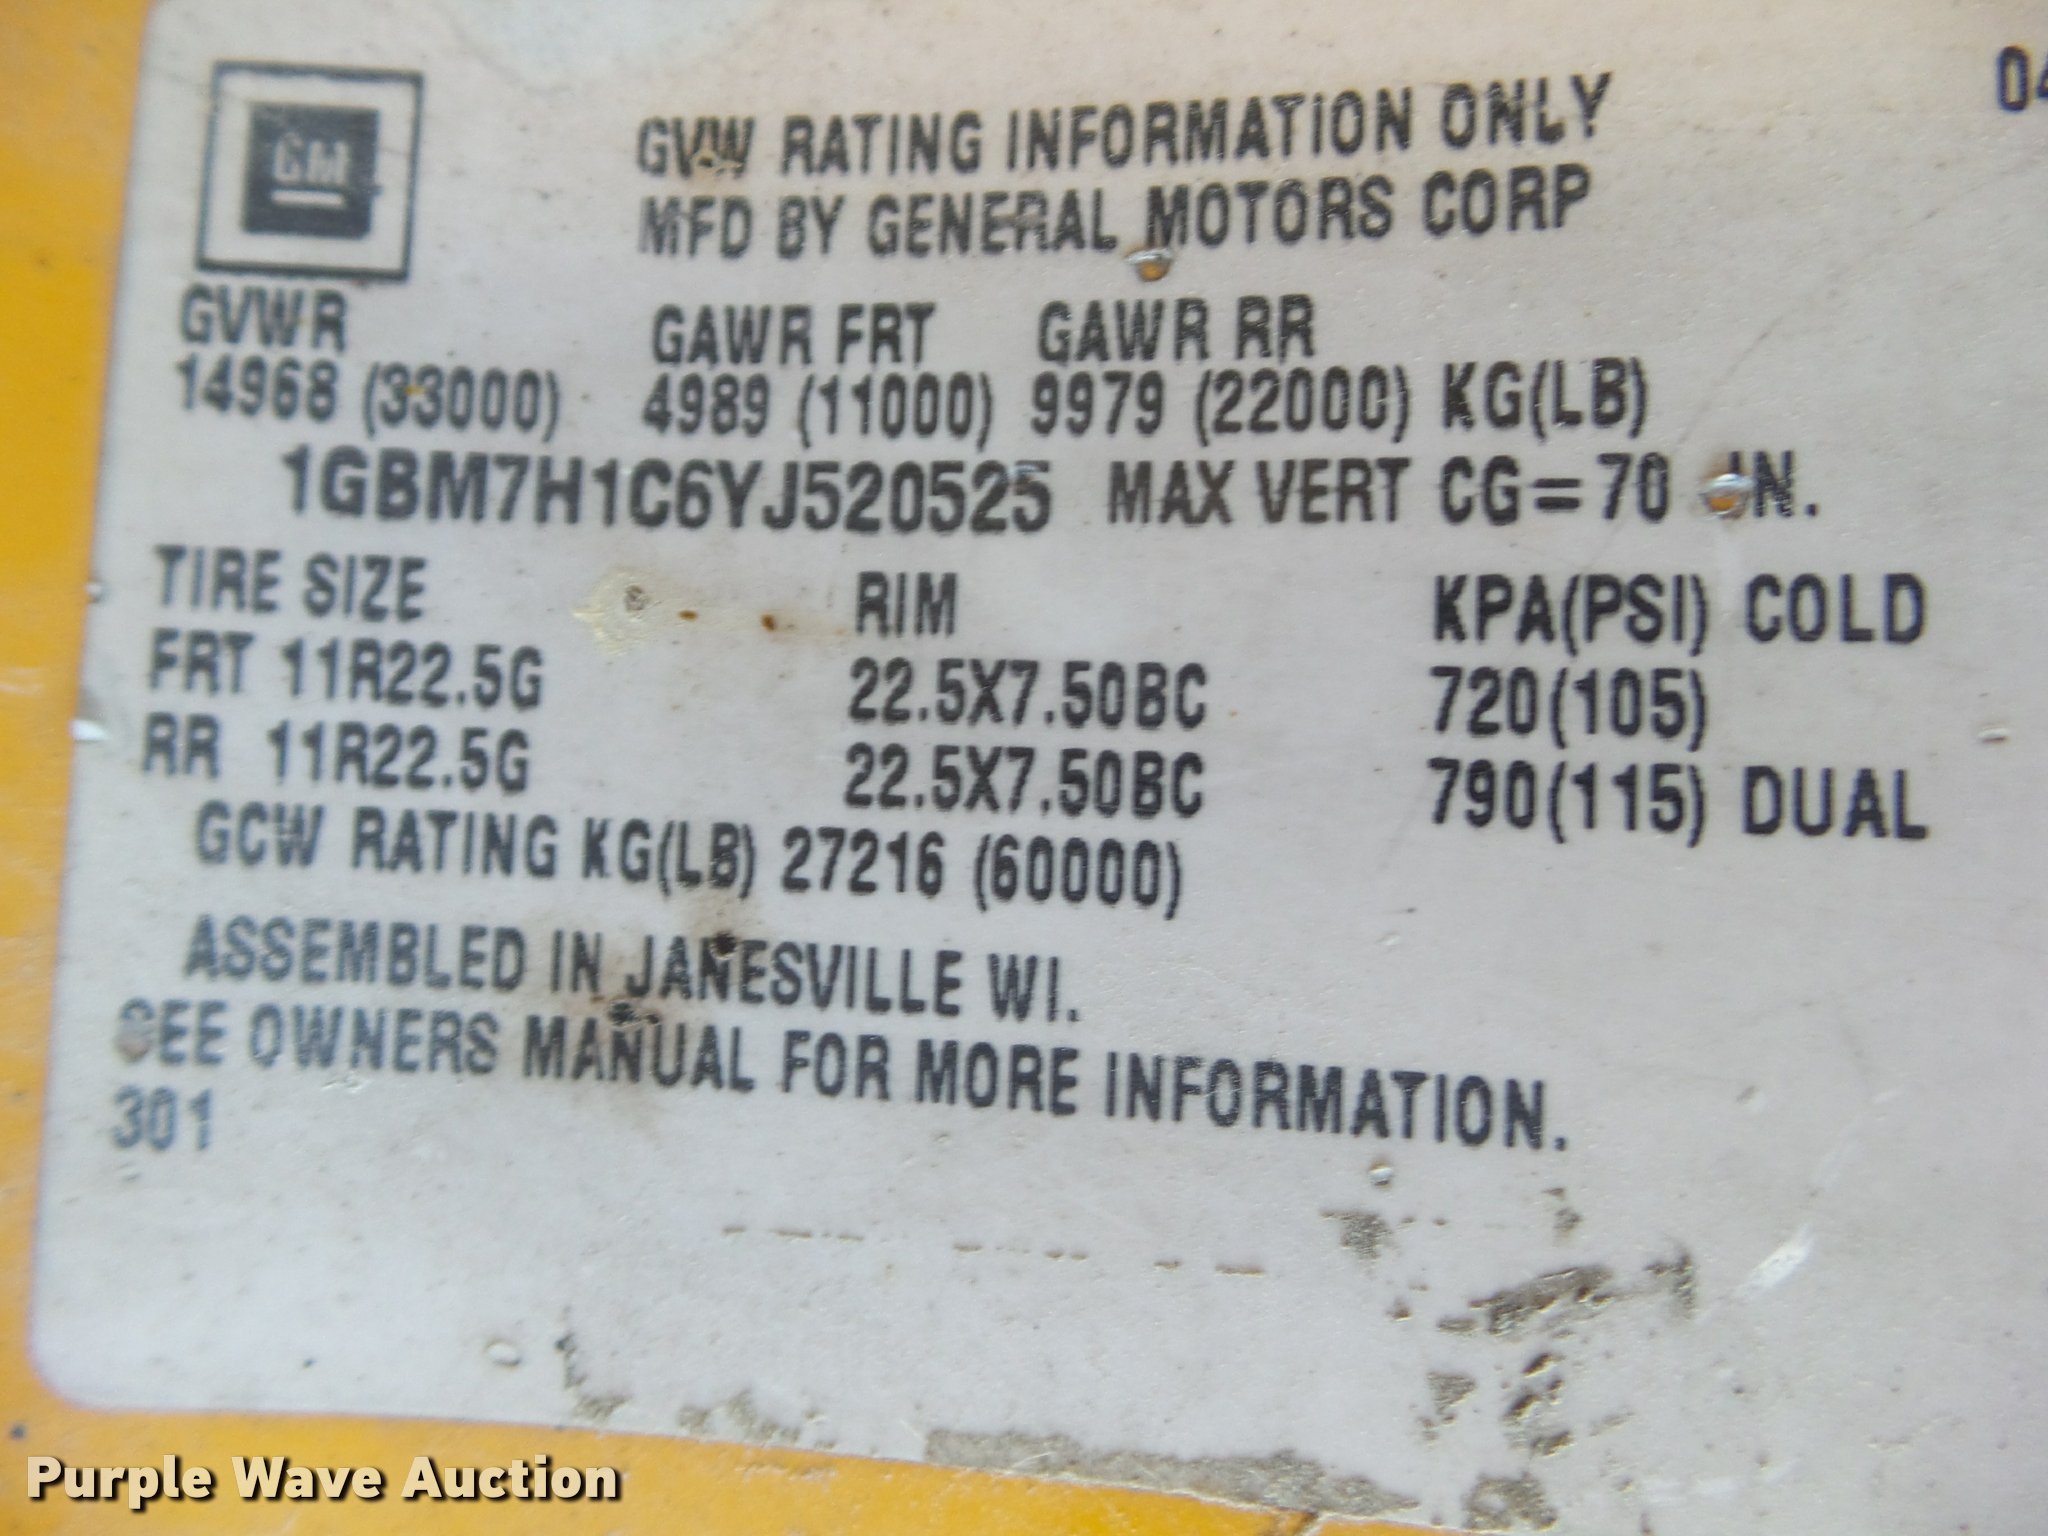 GM
04
GVW RATING INFORMATION ONLY
MFD BY GENERAL MOTORS CORP
GVWR GAWR FRT GAWR RR
14968 (33000) 4989 (11000) 9979 (22000) KG(LB)
1GBM7H1C6YJ520525 MAX VERT CG=70 IN.
TIRE SIZE RIM KPA(PSI) COLD
FRT 11R22.5G 22.5X7.50BC 720(105)
RR 11R22.5G 22.5X7.50BC 790(115) DUAL
GCW RATING KG(LB) 27216 (60000)
ASSEMBLED IN JANESVILLE WI.
SEE OWNERS MANUAL FOR MORE INFORMATION.
301
Purple Wave Auction